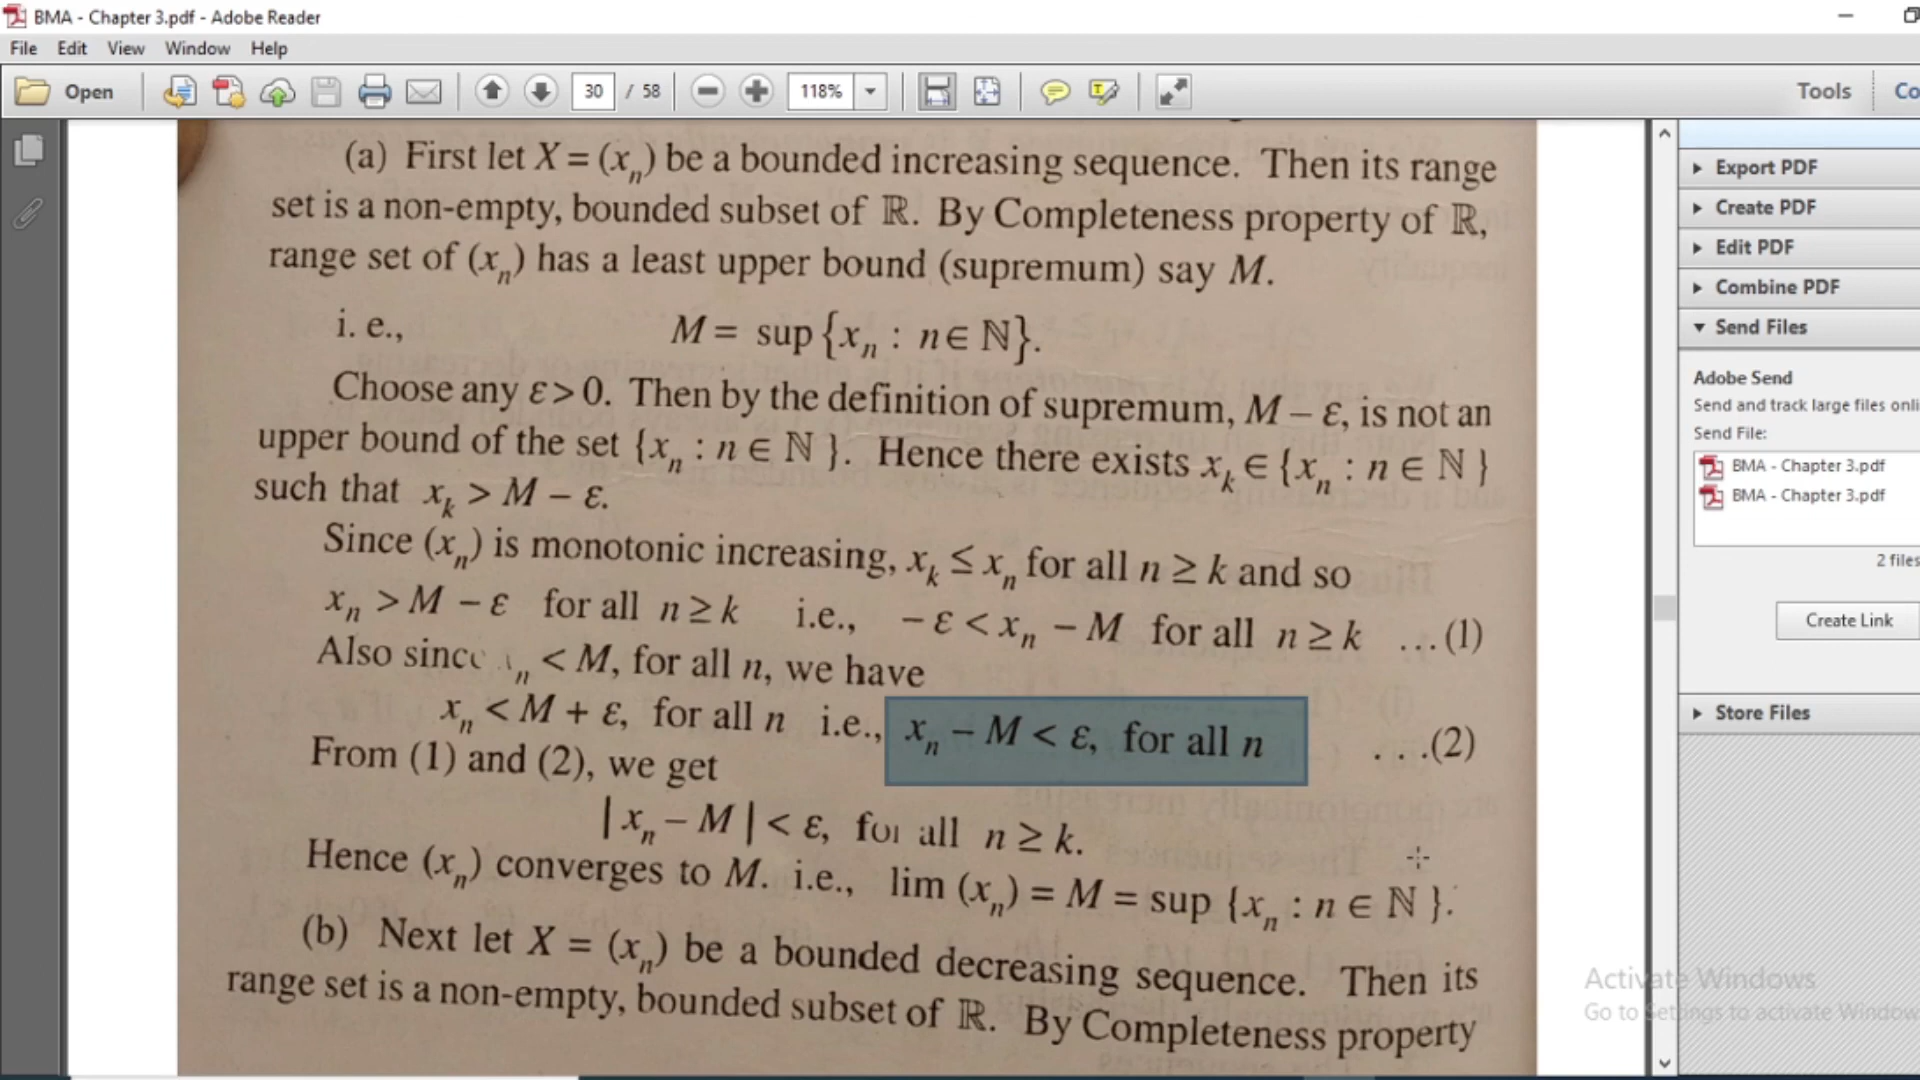 BMA - Chapter 3.pdf - Adobe Reader
File Edit View Window Help
Open 30 / 58 118% Tools Co
(a) First let X = (xₙ) be a bounded increasing sequence. Then its range
set is a non-empty, bounded subset of ℝ. By Completeness property of ℝ,
range set of (xₙ) has a least upper bound (supremum) say M.
i. e., M = sup {xₙ : n ∈ ℕ}.
Choose any ε > 0. Then by the definition of supremum, M – ε, is not an
upper bound of the set {xₙ : n ∈ ℕ }. Hence there exists xₖ ∈ {xₙ : n ∈ ℕ }
such that xₖ > M – ε.
Since (xₙ) is monotonic increasing, xₖ ≤ xₙ for all n ≥ k and so
xₙ > M – ε for all n ≥ k i.e., – ε < xₙ – M for all n ≥ k ...(1)
Also since xₙ < M, for all n, we have
xₙ < M + ε, for all n i.e., xₙ – M < ε, for all n . . .(2)
From (1) and (2), we get
| xₙ – M | < ε, for all n ≥ k.
Hence (xₙ) converges to M. i.e., lim (xₙ) = M = sup {xₙ : n ∈ ℕ }.
(b) Next let X = (xₙ) be a bounded decreasing sequence. Then its
range set is a non-empty, bounded subset of ℝ. By Completeness property
Export PDF
Create PDF
Edit PDF
Combine PDF
Send Files
Adobe Send
Send and track large files onli
Send File:
BMA - Chapter 3.pdf
BMA - Chapter 3.pdf
2 files
Create Link
Store Files
Activate Windows
Go to Settings to activate Window